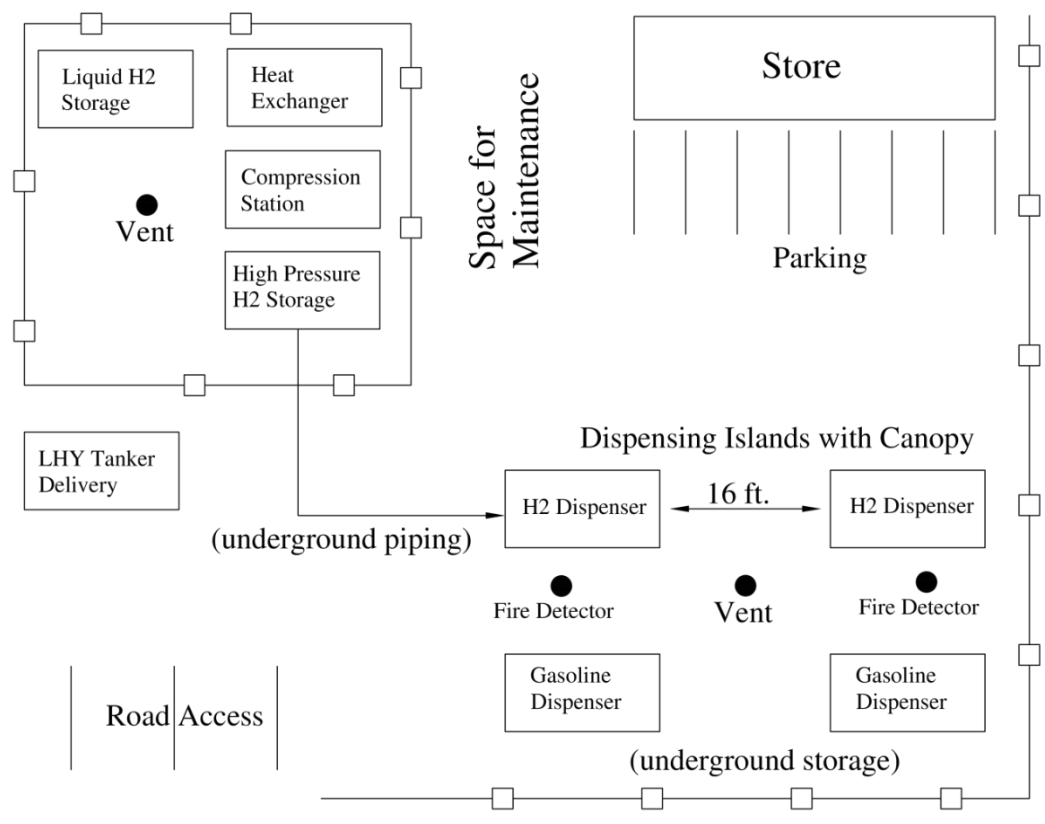 Liquid H2
Storage
Heat
Exchanger
Store
Space for
Maintenance
Compression
Station
Vent
High Pressure
H2 Storage
Parking
Dispensing Islands with Canopy
LHY Tanker
Delivery
H2 Dispenser
16 ft.
H2 Dispenser
(underground piping)
Fire Detector
Vent
Fire Detector
Gasoline
Dispenser
Gasoline
Dispenser
Road Access
(underground storage)